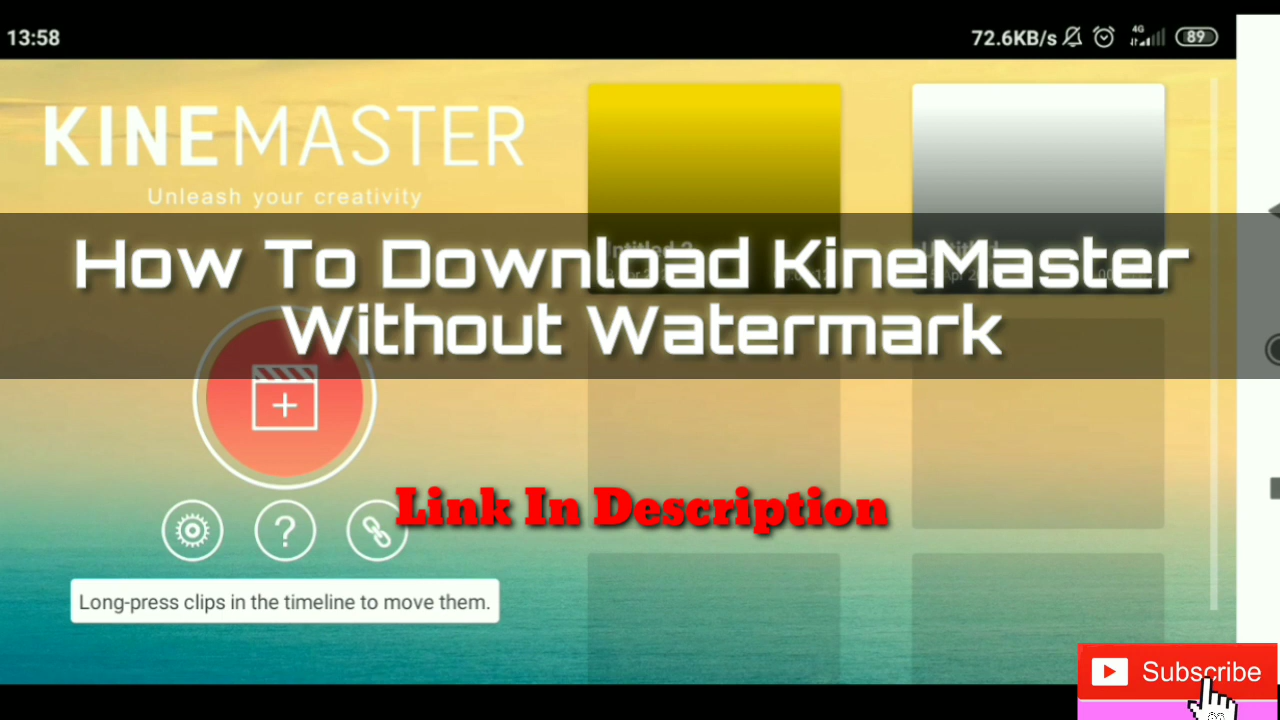 13:58
72.6KB/s 4G 89
KINEMASTER
Unleash your creativity
How To Download KineMaster
Without Watermark
Link In Description
?
Long-press clips in the timeline to move them.
Subscribe